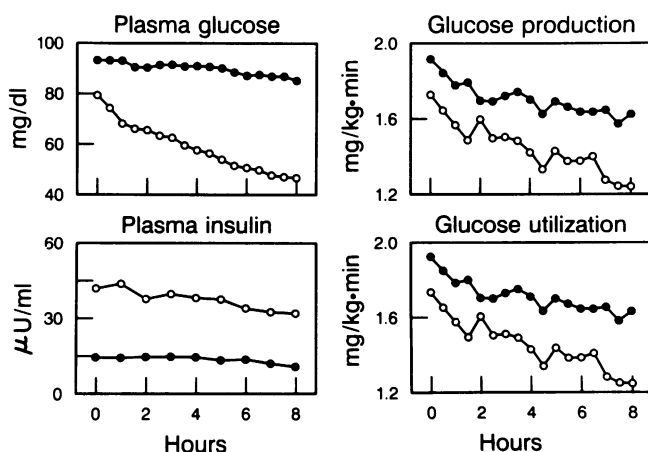 Plasma glucose
100
80
60
40
mg/dl
Glucose production
2.0
1.6
1.2
mg/kg•min
Plasma insulin
60
30
0
µU/ml
0 2 4 6 8
Hours
Glucose utilization
2.0
1.6
1.2
mg/kg•min
0 2 4 6 8
Hours